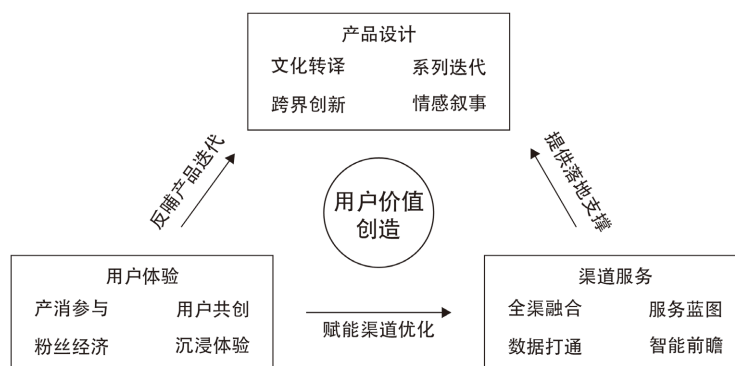 产品设计
文化转译 系列迭代
跨界创新 情感叙事
反哺产品迭代
提供落地支撑
用户价值
创造
用户体验
产消参与 用户共创
粉丝经济 沉浸体验
赋能渠道优化
渠道服务
全渠融合 服务蓝图
数据打通 智能前瞻